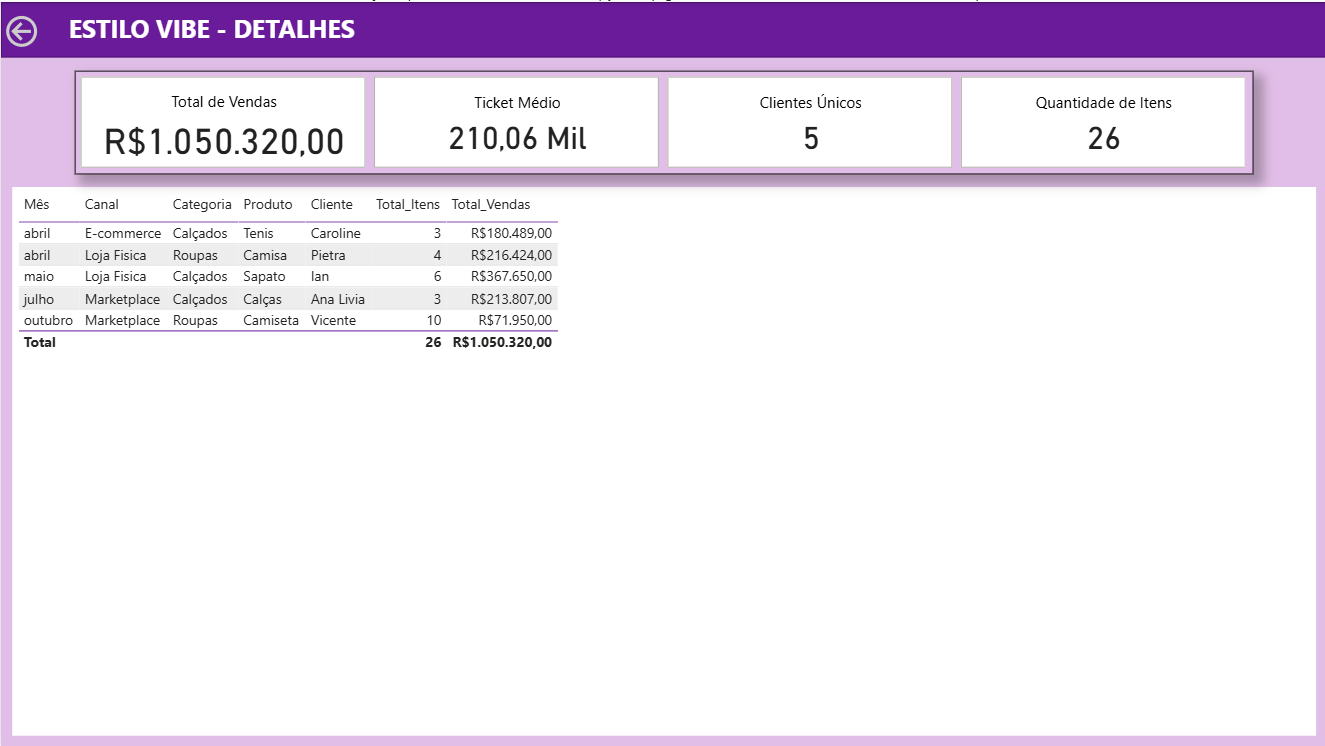 ESTILO VIBE - DETALHES
Total de Vendas
R$1.050.320,00
Ticket Médio
210,06 Mil
Clientes Únicos
5
Quantidade de Itens
26
Mês Canal Categoria Produto Cliente Total_Itens Total_Vendas
abril E-commerce Calçados Tenis Caroline 3 R$180.489,00
abril Loja Fisica Roupas Camisa Pietra 4 R$216.424,00
maio Loja Fisica Calçados Sapato Ian 6 R$367.650,00
julho Marketplace Calçados Calças Ana Livia 3 R$213.807,00
outubro Marketplace Roupas Camiseta Vicente 10 R$71.950,00
Total 26 R$1.050.320,00